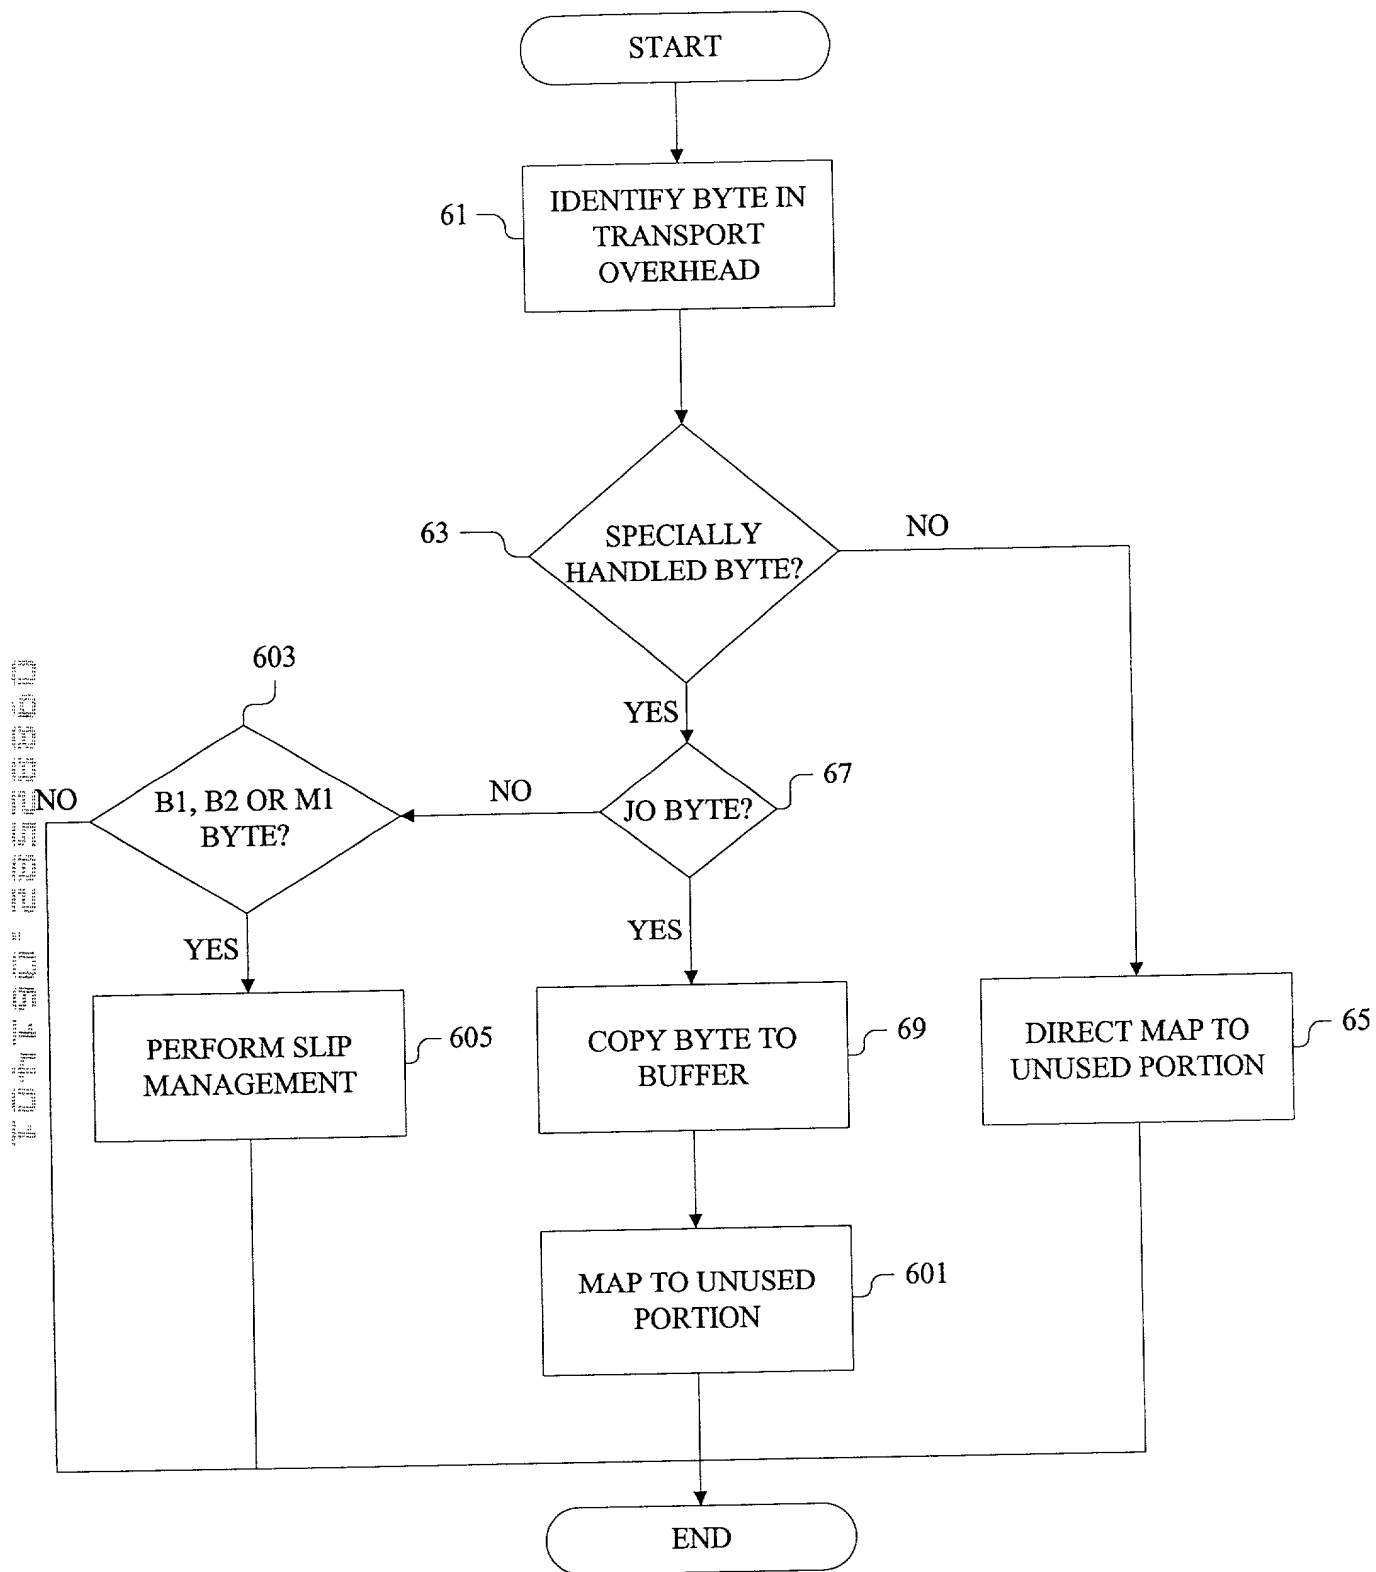 START
61
IDENTIFY BYTE IN
TRANSPORT
OVERHEAD
63
SPECIALLY
HANDLED BYTE?
NO
YES
603
NO
B1, B2 OR M1
BYTE?
NO
JO BYTE?
67
YES
YES
PERFORM SLIP
MANAGEMENT
605
COPY BYTE TO
BUFFER
69
DIRECT MAP TO
UNUSED PORTION
65
MAP TO UNUSED
PORTION
601
END